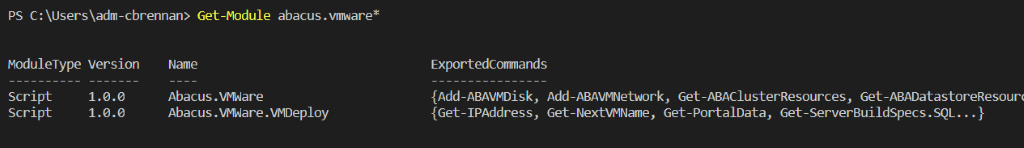 PS C:\Users\adm-cbrennan> Get-Module abacus.vmware*
ModuleType Version    Name                                ExportedCommands
---------- -------    ----                                ----------------
Script     1.0.0      Abacus.VMWare                       {Add-ABAVMDisk, Add-ABAVMNetwork, Get-ABAClusterResources, Get-ABADatastoreResour
Script     1.0.0      Abacus.VMWare.VMDeploy              {Get-IPAddress, Get-NextVMName, Get-PortalData, Get-ServerBuildSpecs.SQL...}